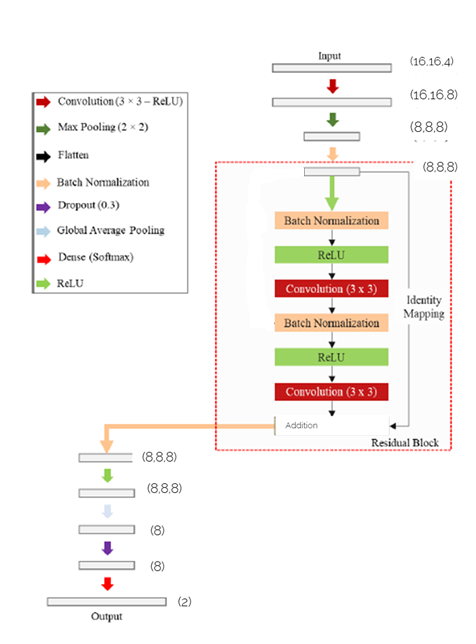 Input
(16,16,4)
(16,16,8)
(8,8,8)
(8,8,8)
Convolution (3 × 3 – ReLU)
Max Pooling (2 × 2)
Flatten
Batch Normalization
Dropout (0.3)
Global Average Pooling
Dense (Softmax)
ReLU
Batch Normalization
ReLU
Convolution (3 x 3)
Batch Normalization
ReLU
Convolution (3 x 3)
Addition
Identity
Mapping
Residual Block
(8,8,8)
(8,8,8)
(8)
(8)
(2)
Output